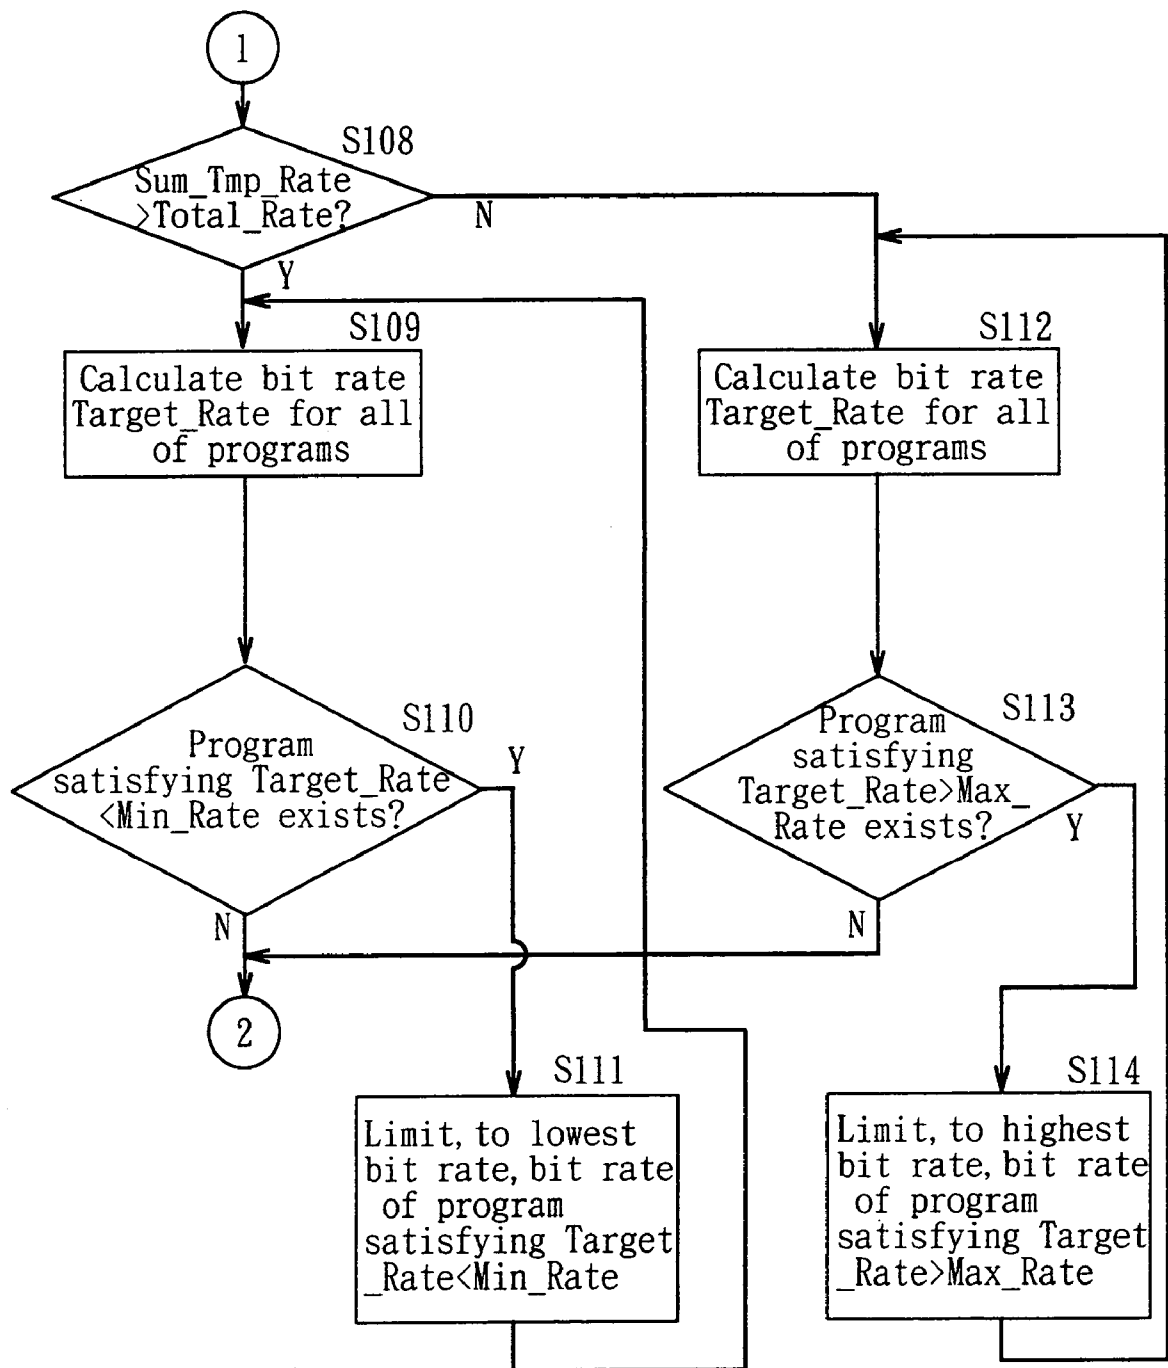 1
S108
Sum_Tmp_Rate
>Total_Rate?
N
Y
S109
Calculate bit rate
Target_Rate for all
of programs
S112
Calculate bit rate
Target_Rate for all
of programs
S110
Program
satisfying Target_Rate
<Min_Rate exists?
Y
N
S113
Program
satisfying
Target_Rate>Max_
Rate exists?
Y
N
2
S111
Limit, to lowest
bit rate, bit rate
of program
satisfying Target
_Rate<Min_Rate
S114
Limit, to highest
bit rate, bit rate
of program
satisfying Target
_Rate>Max_Rate